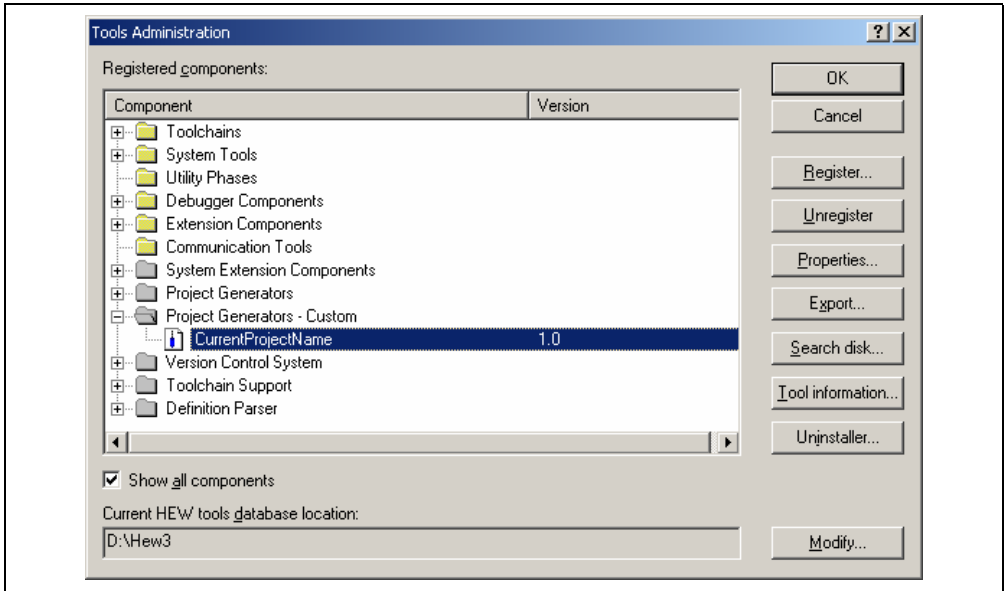 Tools Administration
Registered components:
Component Version
Toolchains
System Tools
Utility Phases
Debugger Components
Extension Components
Communication Tools
System Extension Components
Project Generators
Project Generators - Custom
CurrentProjectName 1.0
Version Control System
Toolchain Support
Definition Parser
Show all components
Current HEW tools database location:
D:\Hew3
OK
Cancel
Register...
Unregister
Properties...
Export...
Search disk...
Tool information...
Uninstaller...
Modify...